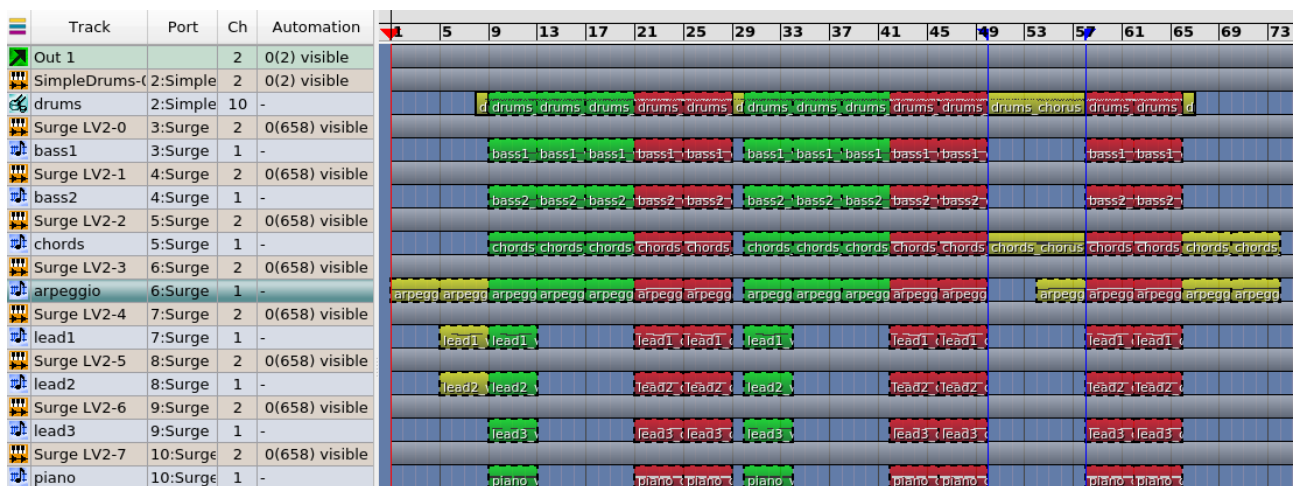 Track Port Ch Automation 1 5 9 13 17 21 25 29 33 37 41 45 49 53 57 61 65 69 73
Out 1 2 0(2) visible
SimpleDrums-( 2:Simple 2 0(2) visible
drums 2:Simple 10 - d drums drums drums drums drums d drums drums drums drums drums drums_chorus drums drums d
Surge LV2-0 3:Surge 2 0(658) visible
bass1 3:Surge 1 - bass1 bass1 bass1 bass1 bass1 bass1 bass1 bass1 bass1 bass1 bass1 bass1
Surge LV2-1 4:Surge 2 0(658) visible
bass2 4:Surge 1 - bass2 bass2 bass2 bass2 bass2 bass2 bass2 bass2 bass2 bass2 bass2 bass2
Surge LV2-2 5:Surge 2 0(658) visible
chords 5:Surge 1 - chords chords chords chords chords chords chords chords chords chords chords_chorus chords chords chords chords
Surge LV2-3 6:Surge 2 0(658) visible
arpeggio 6:Surge 1 - arpegg arpegg arpegg arpegg arpegg arpegg arpegg arpegg arpegg arpegg arpegg arpegg arpegg arpegg arpegg arpegg arpegg
Surge LV2-4 7:Surge 2 0(658) visible
lead1 7:Surge 1 - lead1 lead1 lead1 lead1 lead1 lead1 lead1 lead1 lead1
Surge LV2-5 8:Surge 2 0(658) visible
lead2 8:Surge 1 - lead2 lead2 lead2 lead2 lead2 lead2 lead2 lead2 lead2
Surge LV2-6 9:Surge 2 0(658) visible
lead3 9:Surge 1 - lead3 lead3 lead3 lead3 lead3 lead3 lead3 lead3
Surge LV2-7 10:Surge 2 0(658) visible
piano 10:Surge 1 - piano piano piano piano piano piano piano piano